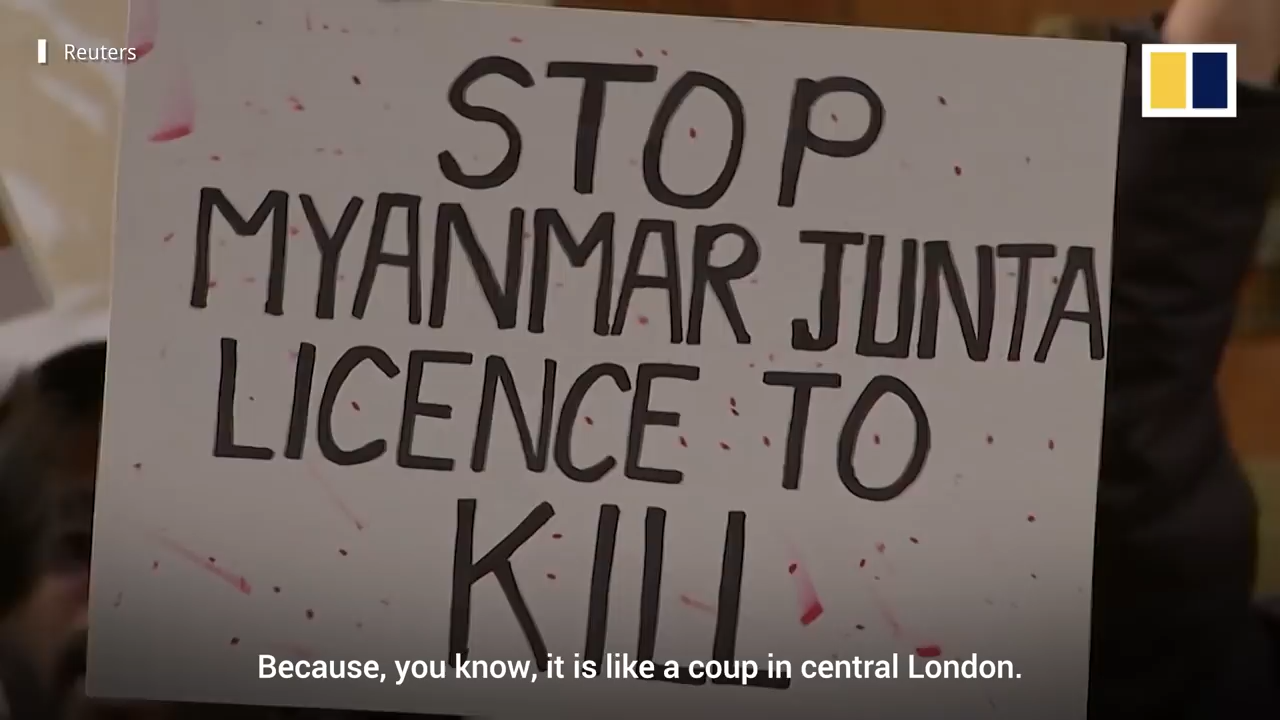 Reuters
STOP
MYANMAR JUNTA
LICENCE TO
KILL
Because, you know, it is like a coup in central London.